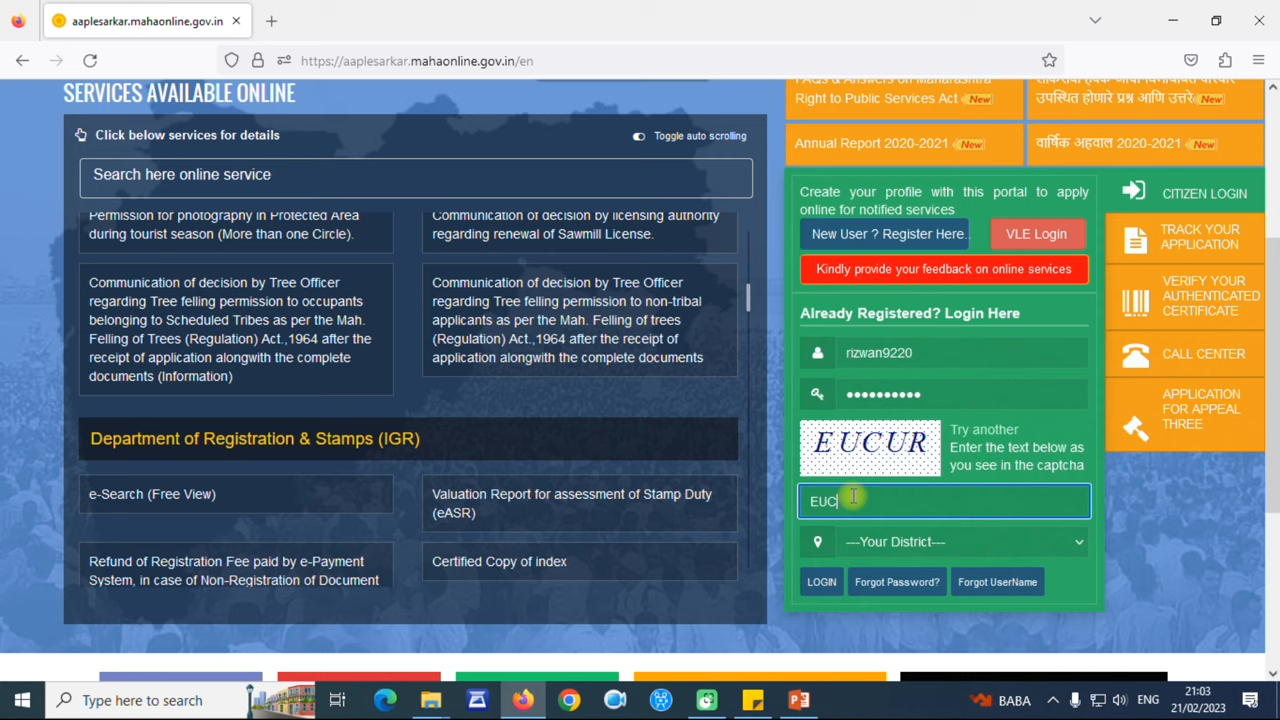 aaplesarkar.mahaonline.gov.in
https://aaplesarkar.mahaonline.gov.in/en
SERVICES AVAILABLE ONLINE
Click below services for details
Toggle auto scrolling
Search here online service
Permission for photography in Protected Area
during tourist season (More than one Circle).
Communication of decision by licensing authority
regarding renewal of Sawmill License.
Communication of decision by Tree Officer
regarding Tree felling permission to occupants
belonging to Scheduled Tribes as per the Mah.
Felling of Trees (Regulation) Act.,1964 after the
receipt of application alongwith the complete
documents (Information)
Communication of decision by Tree Officer
regarding Tree felling permission to non-tribal
applicants as per the Mah. Felling of trees
(Regulation) Act.,1964 after the receipt of
application alongwith the complete documents
Department of Registration & Stamps (IGR)
e-Search (Free View)
Valuation Report for assessment of Stamp Duty
(eASR)
Refund of Registration Fee paid by e-Payment
System, in case of Non-Registration of Document
Certified Copy of index
FAQs & Answers on Maharashtra
Right to Public Services Act New
उपस्थित होणारे प्रश्न आणि उत्तरे New
Annual Report 2020-2021 New
वार्षिक अहवाल 2020-2021 New
Create your profile with this portal to apply
online for notified services
New User ? Register Here..
VLE Login
Kindly provide your feedback on online services
Already Registered? Login Here
rizwan9220
••••••••••
EUCUR
Try another
Enter the text below as
you see in the captcha
EUC
---Your District---
LOGIN
Forgot Password?
Forgot UserName
CITIZEN LOGIN
TRACK YOUR
APPLICATION
VERIFY YOUR
AUTHENTICATED
CERTIFICATE
CALL CENTER
APPLICATION
FOR APPEAL
THREE
Type here to search
BABA
ENG
21:03
21/02/2023